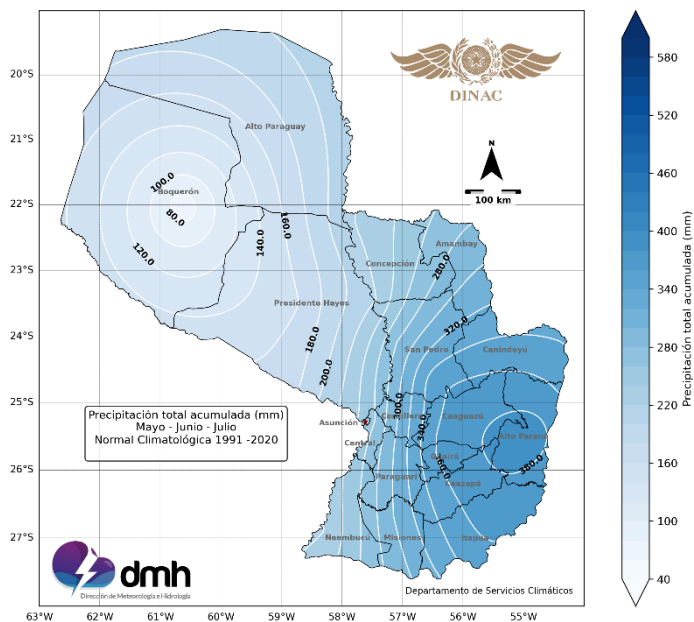 DINAC
N
100 km
20°S
21°S
22°S
23°S
24°S
25°S
26°S
27°S
63°W
62°W
61°W
60°W
59°W
58°W
57°W
56°W
55°W
Alto Paraguay
Boquerón
100.0
80.0
120.0
140.0
160.0
Amambay
Concepción
280.0
Presidente Hayes
180.0
200.0
320.0
San Pedro
Canindeyú
300.0
340.0
Asunción
Cordillera
Caaguazú
Alto Paraná
Central
Guairá
360.0
380.0
Paraguarí
Caazapá
Ñeembucú
Misiones
Itapúa
Precipitación total acumulada (mm)
Mayo - Junio - Julio
Normal Climatológica 1991 -2020
dmh
Dirección de Meteorología e Hidrología
Departamento de Servicios Climáticos
580
520
460
400
340
280
220
160
100
40
Precipitación total acumulada (mm)